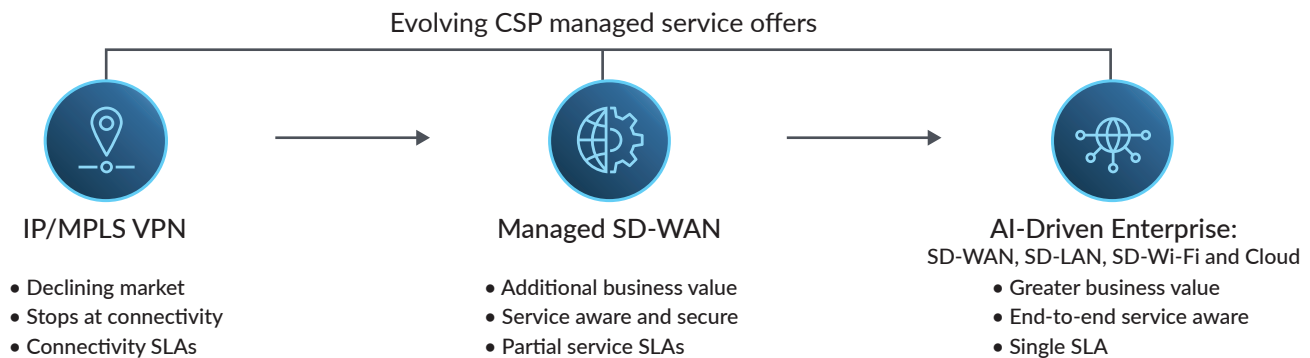 Evolving CSP managed service offers
IP/MPLS VPN
• Declining market
• Stops at connectivity
• Connectivity SLAs
Managed SD-WAN
• Additional business value
• Service aware and secure
• Partial service SLAs
AI-Driven Enterprise:
SD-WAN, SD-LAN, SD-Wi-Fi and Cloud
• Greater business value
• End-to-end service aware
• Single SLA